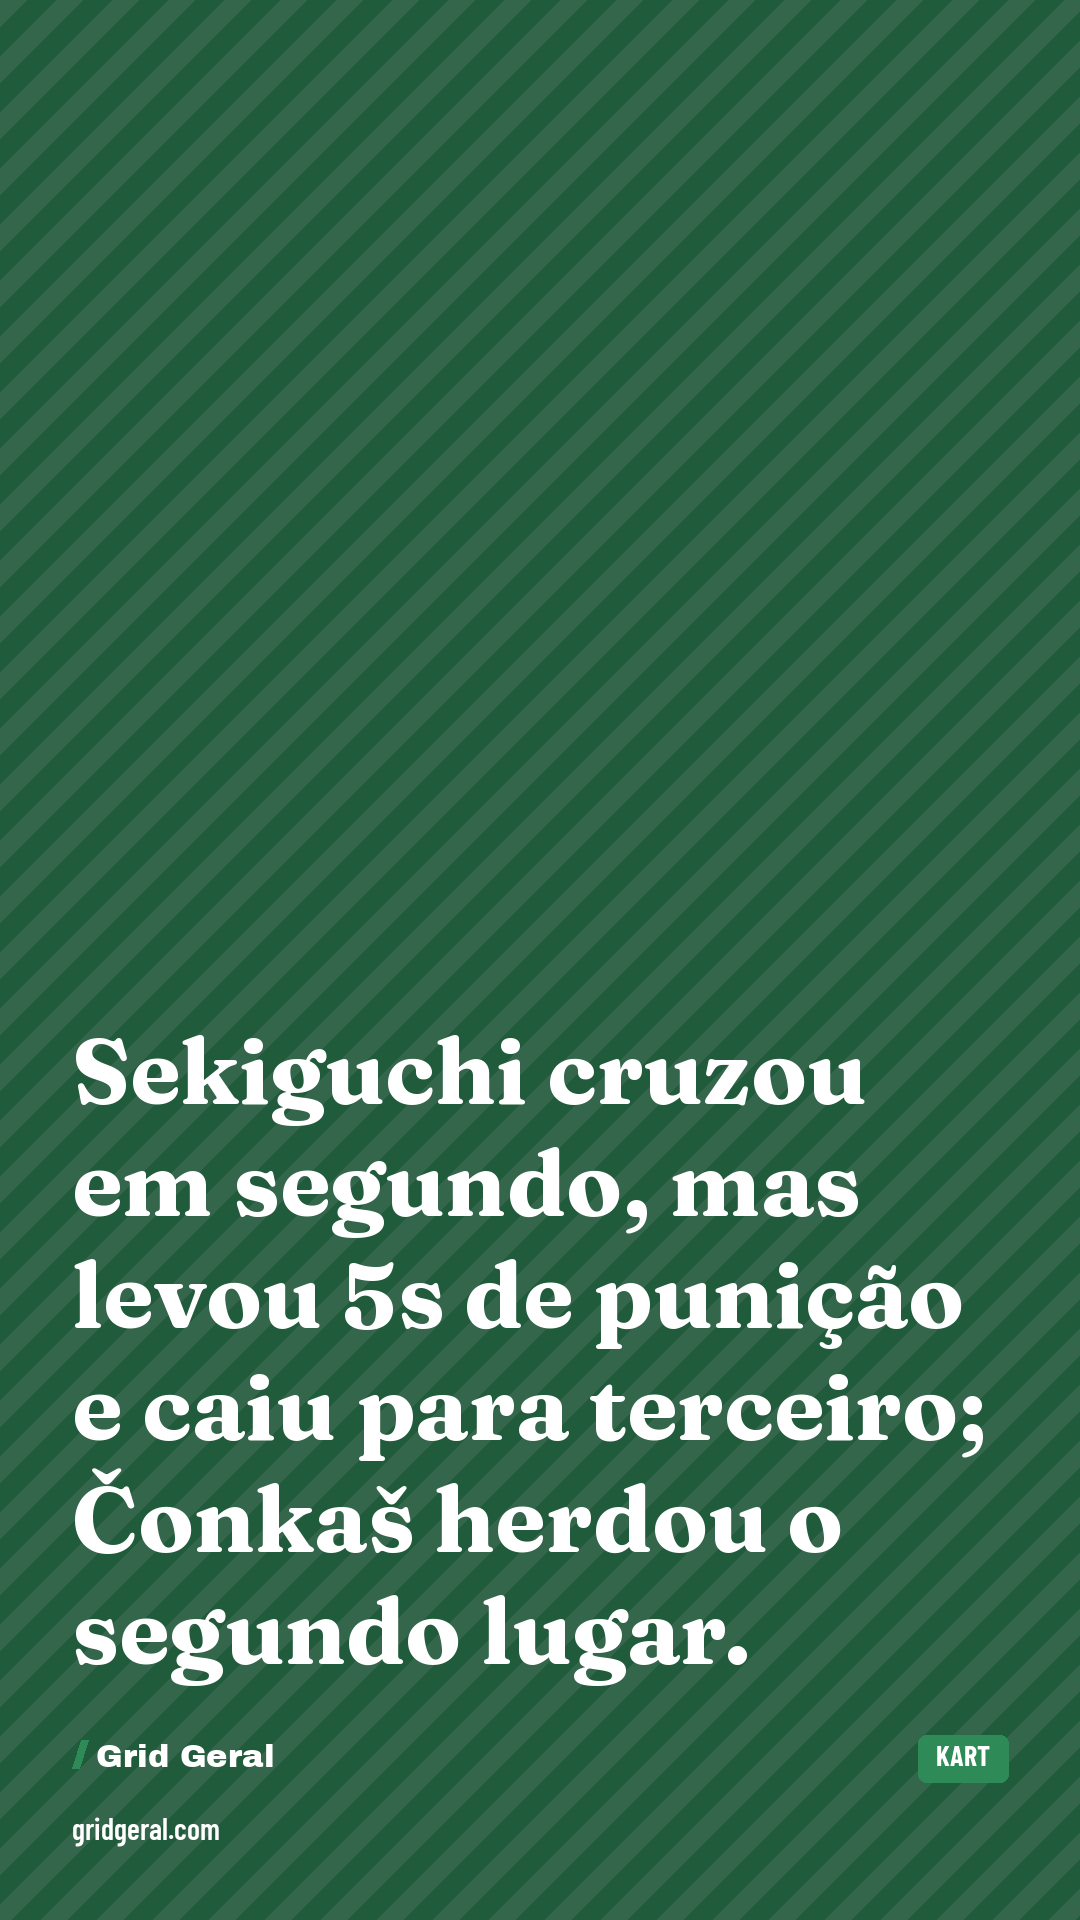 Sekiguchi cruzou
em segundo, mas
levou 5s de punição
e caiu para terceiro;
Čonkaš herdou o
segundo lugar.
Grid Geral
KART
gridgeral.com